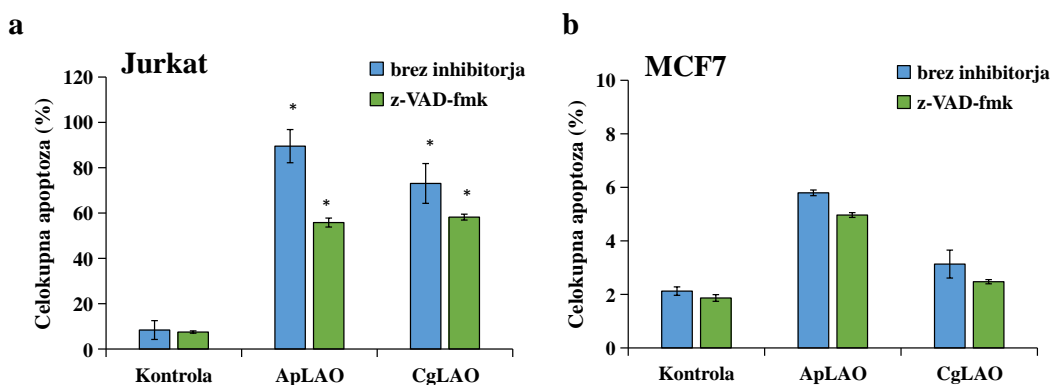 a
Jurkat
brez inhibitorja
z-VAD-fmk
Celokupna apoptoza (%)
120
100
80
60
40
20
0
* * * *
Kontrola ApLAO CgLAO
b
MCF7
brez inhibitorja
z-VAD-fmk
Celokupna apoptoza (%)
10
8
6
4
2
0
Kontrola ApLAO CgLAO